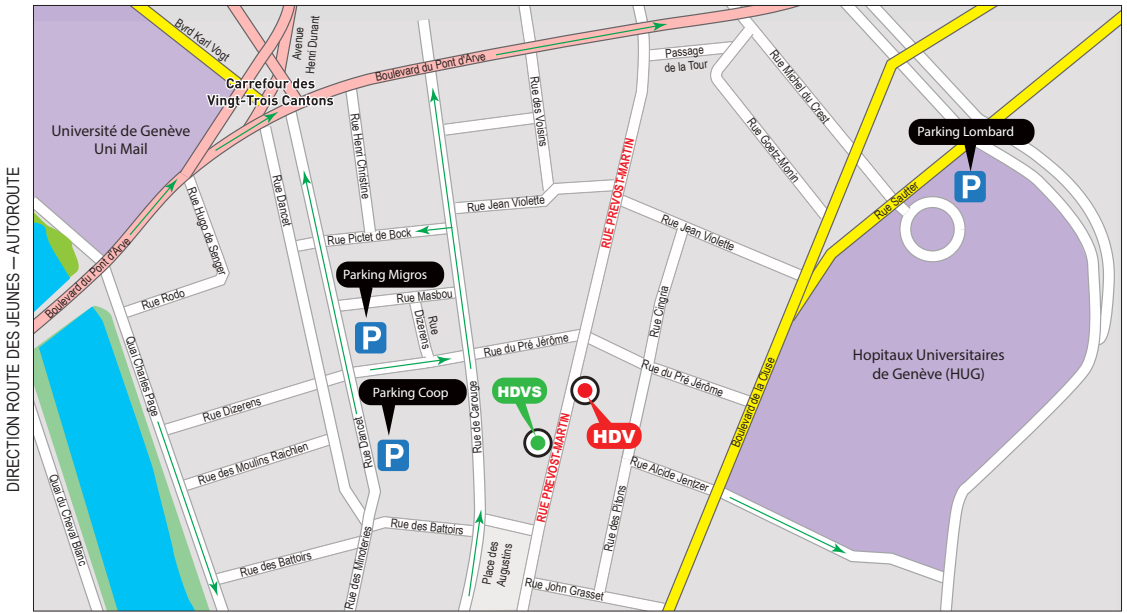 DIRECTION ROUTE DES JEUNES — AUTOROUTE
Bvrd Karl Vogt
Avenue
Henri Dunant
Boulevard du Pont d'Arve
Passage
de la Tour
Carrefour des
Vingt-Trois Cantons
Rue Michel du Crest
Université de Genève
Uni Mail
Rue Henri Christine
Rue des Voisins
Rue Goetz-Monin
Parking Lombard
P
Rue Sautter
Rue Hugo de Senger
Rue Dancet
Rue Jean Violette
RUE PREVOST-MARTIN
Rue Jean Violette
Rue Pictet de Bock
Boulevard du Pont d'Arve
Parking Migros
P
Rue Masbou
Rue
Dizerens
Rue Rodo
Rue Cingria
Quai Charles Page
Rue du Pré Jérôme
Rue du Pré Jérôme
Hopitaux Universitaires
de Genève (HUG)
Boulevard de la Cluse
Parking Coop
P
HDVS
HDV
Rue Dizerens
Rue Dancet
Rue de Carouge
RUE PREVOST-MARTIN
Rue des Moulins Raichlen
Rue Alcide Jentzer
Quai du Cheval Blanc
Rue des Pitons
Rue des Battoirs
Rue des Battoirs
Rue des Minoteries
Place des
Augustins
Rue John Grasset